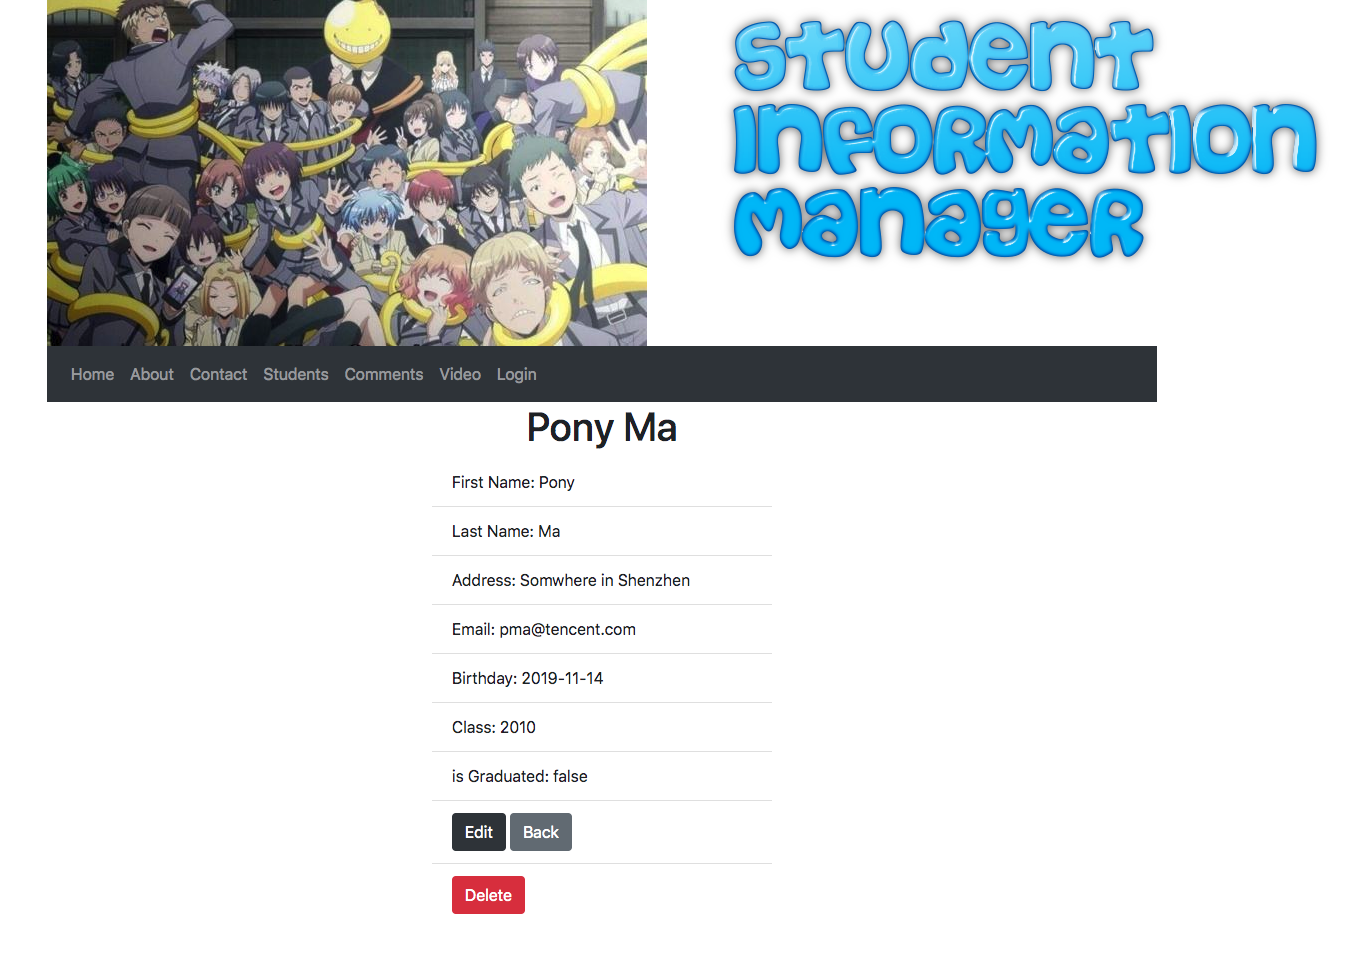 Student
Information
Manager
Home About Contact Students Comments Video Login
Pony Ma
First Name: Pony
Last Name: Ma
Address: Somwhere in Shenzhen
Email: pma@tencent.com
Birthday: 2019-11-14
Class: 2010
is Graduated: false
Edit Back
Delete